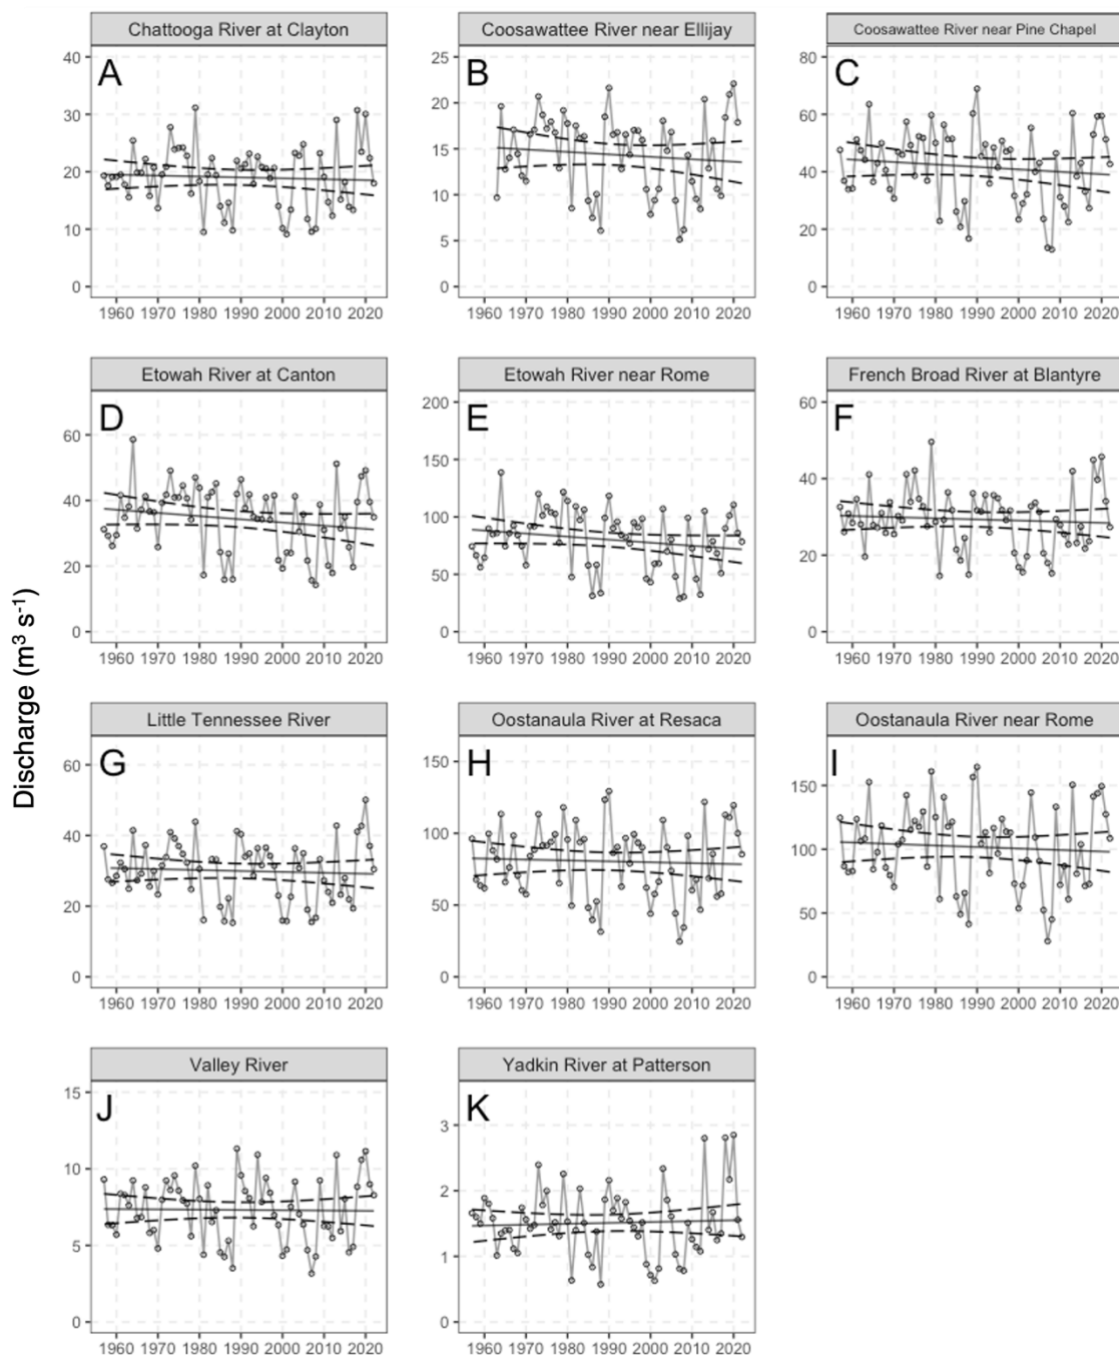 Chattooga River at Clayton
Coosawattee River near Ellijay
Coosawattee River near Pine Chapel
A
B
C
40
30
20
10
0
25
20
15
10
5
0
80
60
40
20
0
1960 1970 1980 1990 2000 2010 2020
1960 1970 1980 1990 2000 2010 2020
1960 1970 1980 1990 2000 2010 2020
Etowah River at Canton
Etowah River near Rome
French Broad River at Blantyre
D
E
F
60
40
20
0
200
150
100
50
0
60
40
20
0
1960 1970 1980 1990 2000 2010 2020
1960 1970 1980 1990 2000 2010 2020
1960 1970 1980 1990 2000 2010 2020
Discharge (m³ s⁻¹)
Little Tennessee River
Oostanaula River at Resaca
Oostanaula River near Rome
G
H
I
60
40
20
0
150
100
50
0
150
100
50
0
1960 1970 1980 1990 2000 2010 2020
1960 1970 1980 1990 2000 2010 2020
1960 1970 1980 1990 2000 2010 2020
Valley River
Yadkin River at Patterson
J
K
15
10
5
0
3
2
1
0
1960 1970 1980 1990 2000 2010 2020
1960 1970 1980 1990 2000 2010 2020